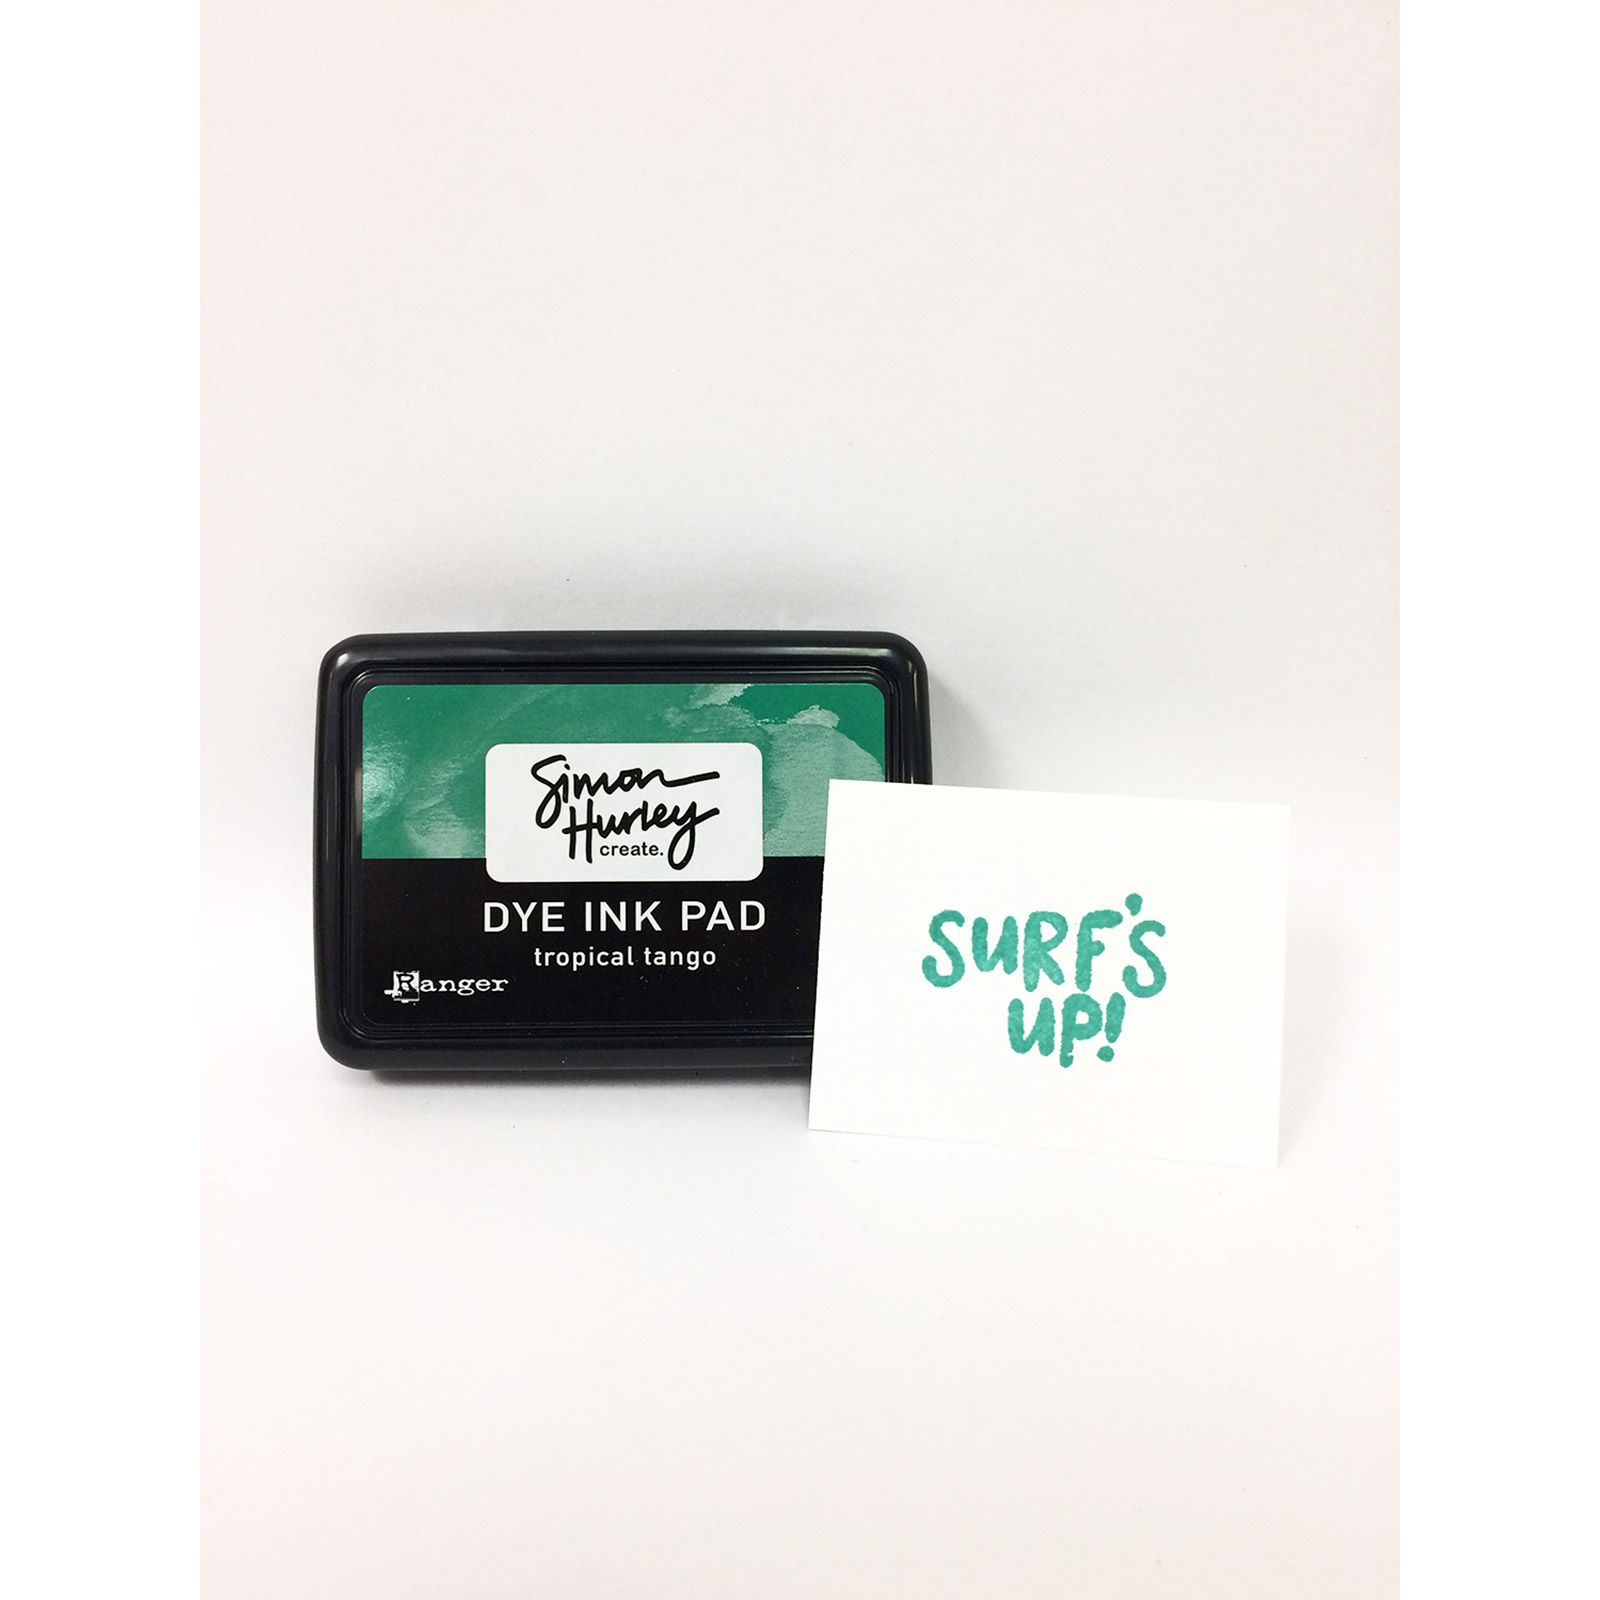 Simon
Hurley
create.
DYE INK PAD
tropical tango
Ranger
SURF'S
UP!